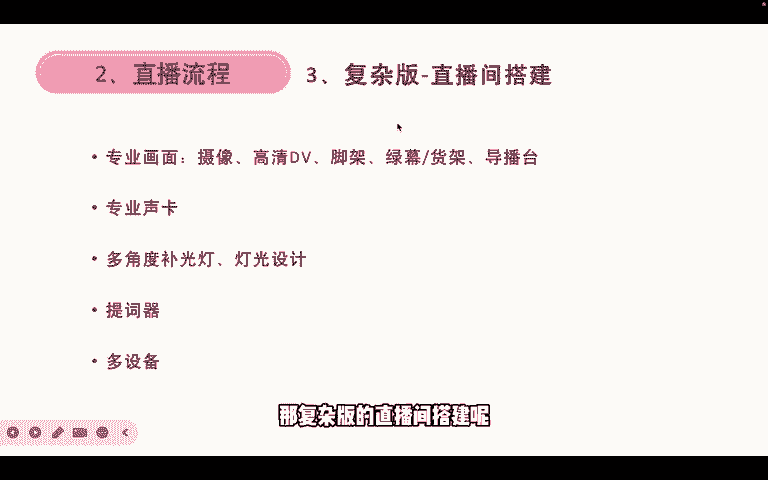 2、直播流程
3、复杂版-直播间搭建
• 专业画面：摄像、高清DV、脚架、绿幕/货架、导播台
• 专业声卡
• 多角度补光灯、灯光设计
• 提词器
• 多设备
那复杂版的直播间搭建呢